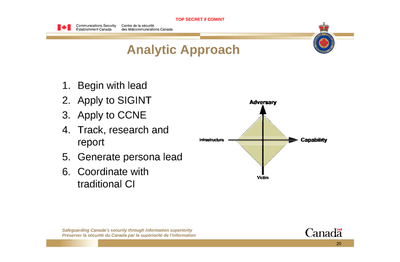 TOP SECRET // COMINT
Communications Security Centre de la sécurité
Establishment Canada des télécommunications Canada
Analytic Approach
1. Begin with lead
2. Apply to SIGINT
3. Apply to CCNE
4. Track, research and
report
5. Generate persona lead
6. Coordinate with
traditional CI
Adversary
Infrastructure
Capability
Victim
Safeguarding Canada's security through information superiority
Préserver la sécurité du Canada par la supériorité de l'information
Canada
20